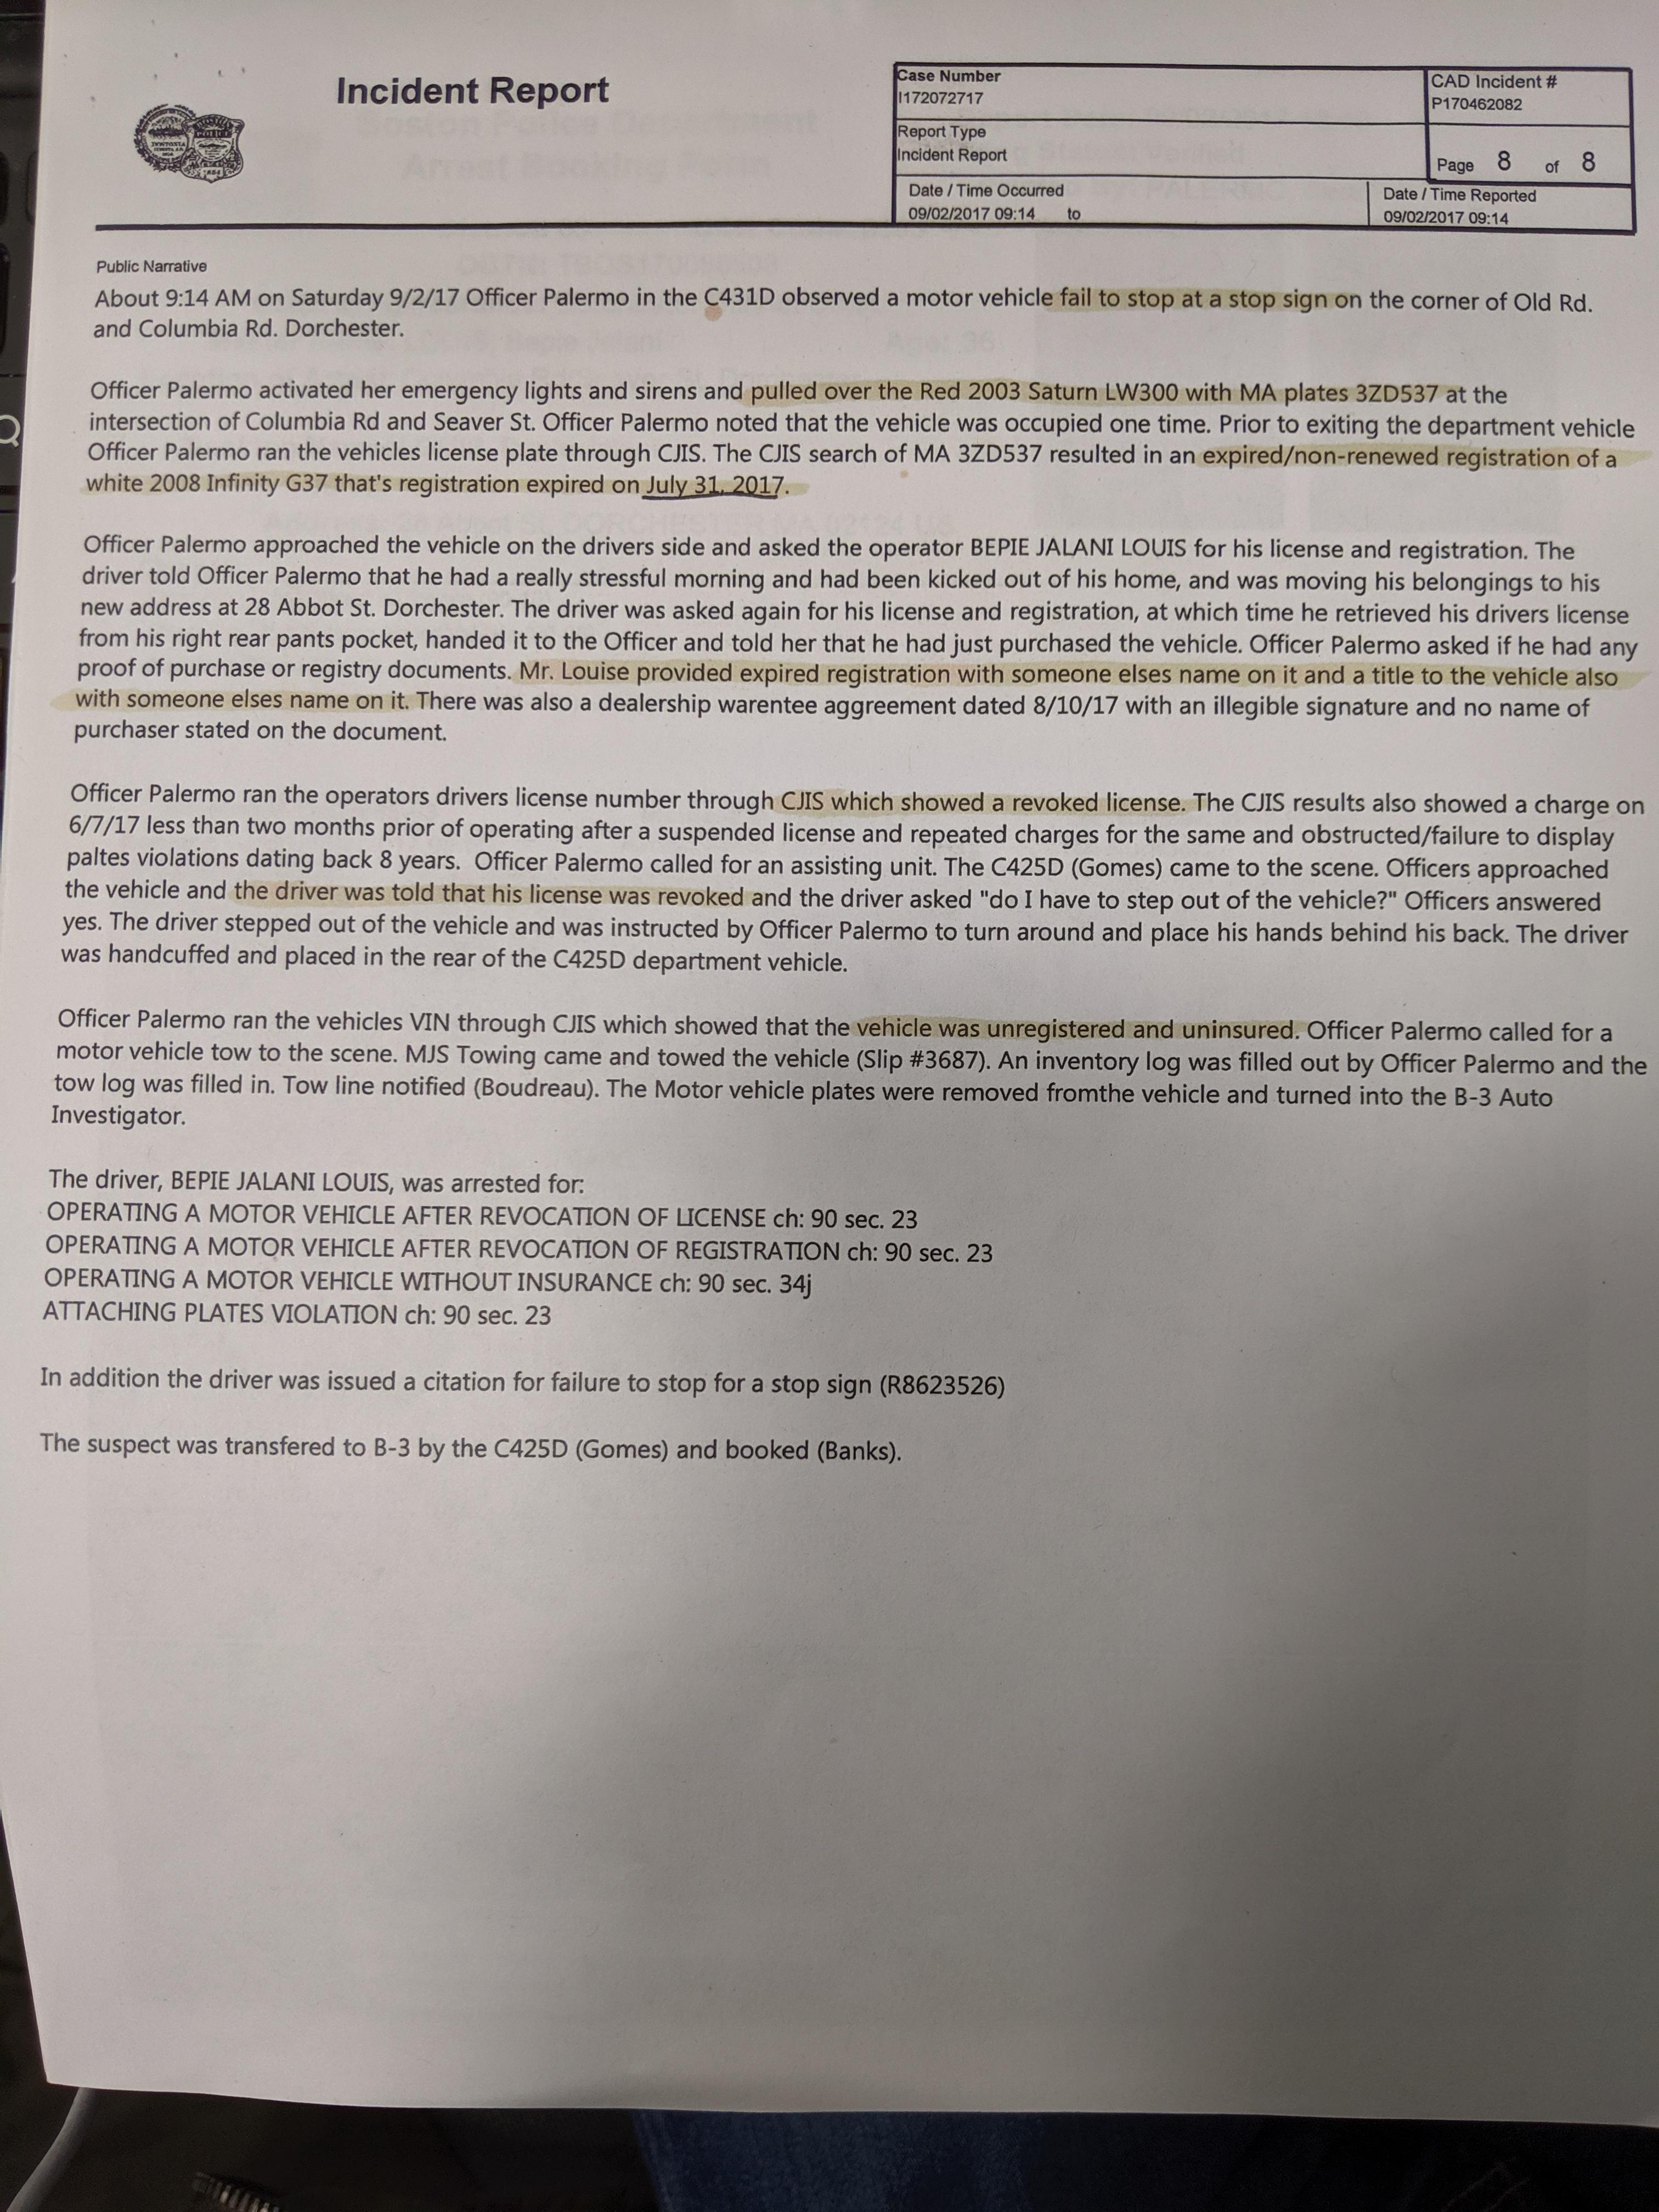 Incident Report
Case Number
I172072717
CAD Incident #
P170462082
Report Type
Incident Report
Page 8 of 8
Date / Time Occurred
09/02/2017 09:14 to
Date / Time Reported
09/02/2017 09:14
Public Narrative
About 9:14 AM on Saturday 9/2/17 Officer Palermo in the C431D observed a motor vehicle fail to stop at a stop sign on the corner of Old Rd.
and Columbia Rd. Dorchester.
Officer Palermo activated her emergency lights and sirens and pulled over the Red 2003 Saturn LW300 with MA plates 3ZD537 at the
intersection of Columbia Rd and Seaver St. Officer Palermo noted that the vehicle was occupied one time. Prior to exiting the department vehicle
Officer Palermo ran the vehicles license plate through CJIS. The CJIS search of MA 3ZD537 resulted in an expired/non-renewed registration of a
white 2008 Infinity G37 that's registration expired on July 31, 2017.
Officer Palermo approached the vehicle on the drivers side and asked the operator BEPIE JALANI LOUIS for his license and registration. The
driver told Officer Palermo that he had a really stressful morning and had been kicked out of his home, and was moving his belongings to his
new address at 28 Abbot St. Dorchester. The driver was asked again for his license and registration, at which time he retrieved his drivers license
from his right rear pants pocket, handed it to the Officer and told her that he had just purchased the vehicle. Officer Palermo asked if he had any
proof of purchase or registry documents. Mr. Louise provided expired registration with someone elses name on it and a title to the vehicle also
with someone elses name on it. There was also a dealership warentee aggreement dated 8/10/17 with an illegible signature and no name of
purchaser stated on the document.
Officer Palermo ran the operators drivers license number through CJIS which showed a revoked license. The CJIS results also showed a charge on
6/7/17 less than two months prior of operating after a suspended license and repeated charges for the same and obstructed/failure to display
paltes violations dating back 8 years. Officer Palermo called for an assisting unit. The C425D (Gomes) came to the scene. Officers approached
the vehicle and the driver was told that his license was revoked and the driver asked "do I have to step out of the vehicle?" Officers answered
yes. The driver stepped out of the vehicle and was instructed by Officer Palermo to turn around and place his hands behind his back. The driver
was handcuffed and placed in the rear of the C425D department vehicle.
Officer Palermo ran the vehicles VIN through CJIS which showed that the vehicle was unregistered and uninsured. Officer Palermo called for a
motor vehicle tow to the scene. MJS Towing came and towed the vehicle (Slip #3687). An inventory log was filled out by Officer Palermo and the
tow log was filled in. Tow line notified (Boudreau). The Motor vehicle plates were removed fromthe vehicle and turned into the B-3 Auto
Investigator.
The driver, BEPIE JALANI LOUIS, was arrested for:
OPERATING A MOTOR VEHICLE AFTER REVOCATION OF LICENSE ch: 90 sec. 23
OPERATING A MOTOR VEHICLE AFTER REVOCATION OF REGISTRATION ch: 90 sec. 23
OPERATING A MOTOR VEHICLE WITHOUT INSURANCE ch: 90 sec. 34j
ATTACHING PLATES VIOLATION ch: 90 sec. 23
In addition the driver was issued a citation for failure to stop for a stop sign (R8623526)
The suspect was transfered to B-3 by the C425D (Gomes) and booked (Banks).